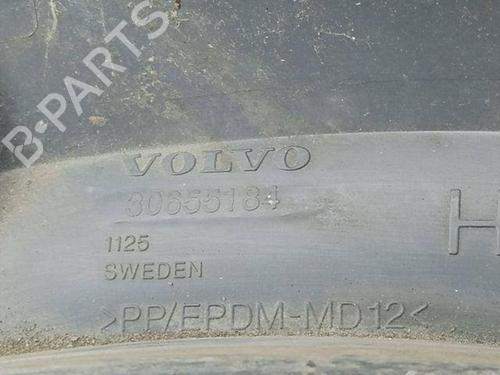 B-PARTS
VOLVO
30655184
1125
SWEDEN
H
>PP/EPDM-MD12<